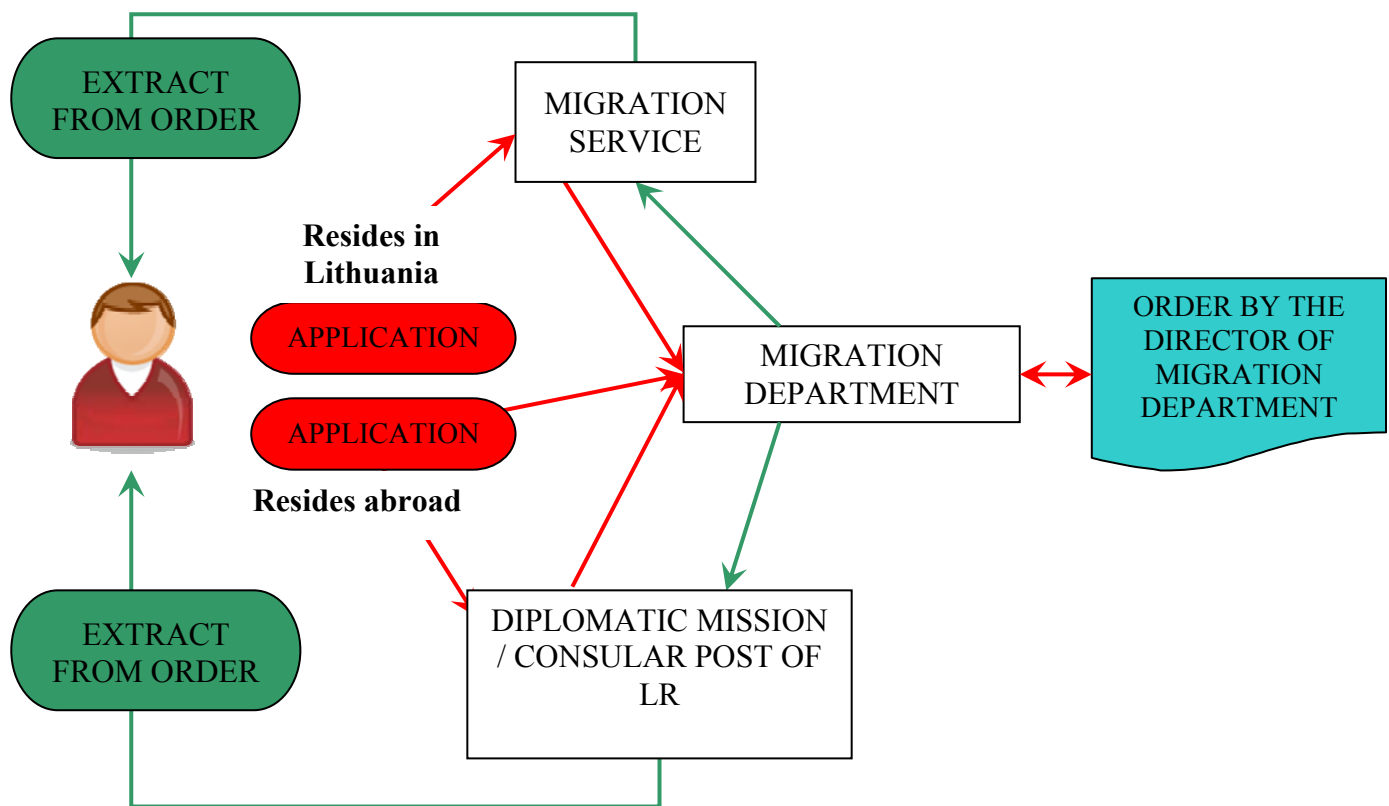 EXTRACT
FROM ORDER
MIGRATION
SERVICE
Resides in
Lithuania
APPLICATION
MIGRATION
DEPARTMENT
ORDER BY THE
DIRECTOR OF
MIGRATION
DEPARTMENT
APPLICATION
Resides abroad
EXTRACT
FROM ORDER
DIPLOMATIC MISSION
/ CONSULAR POST OF
LR